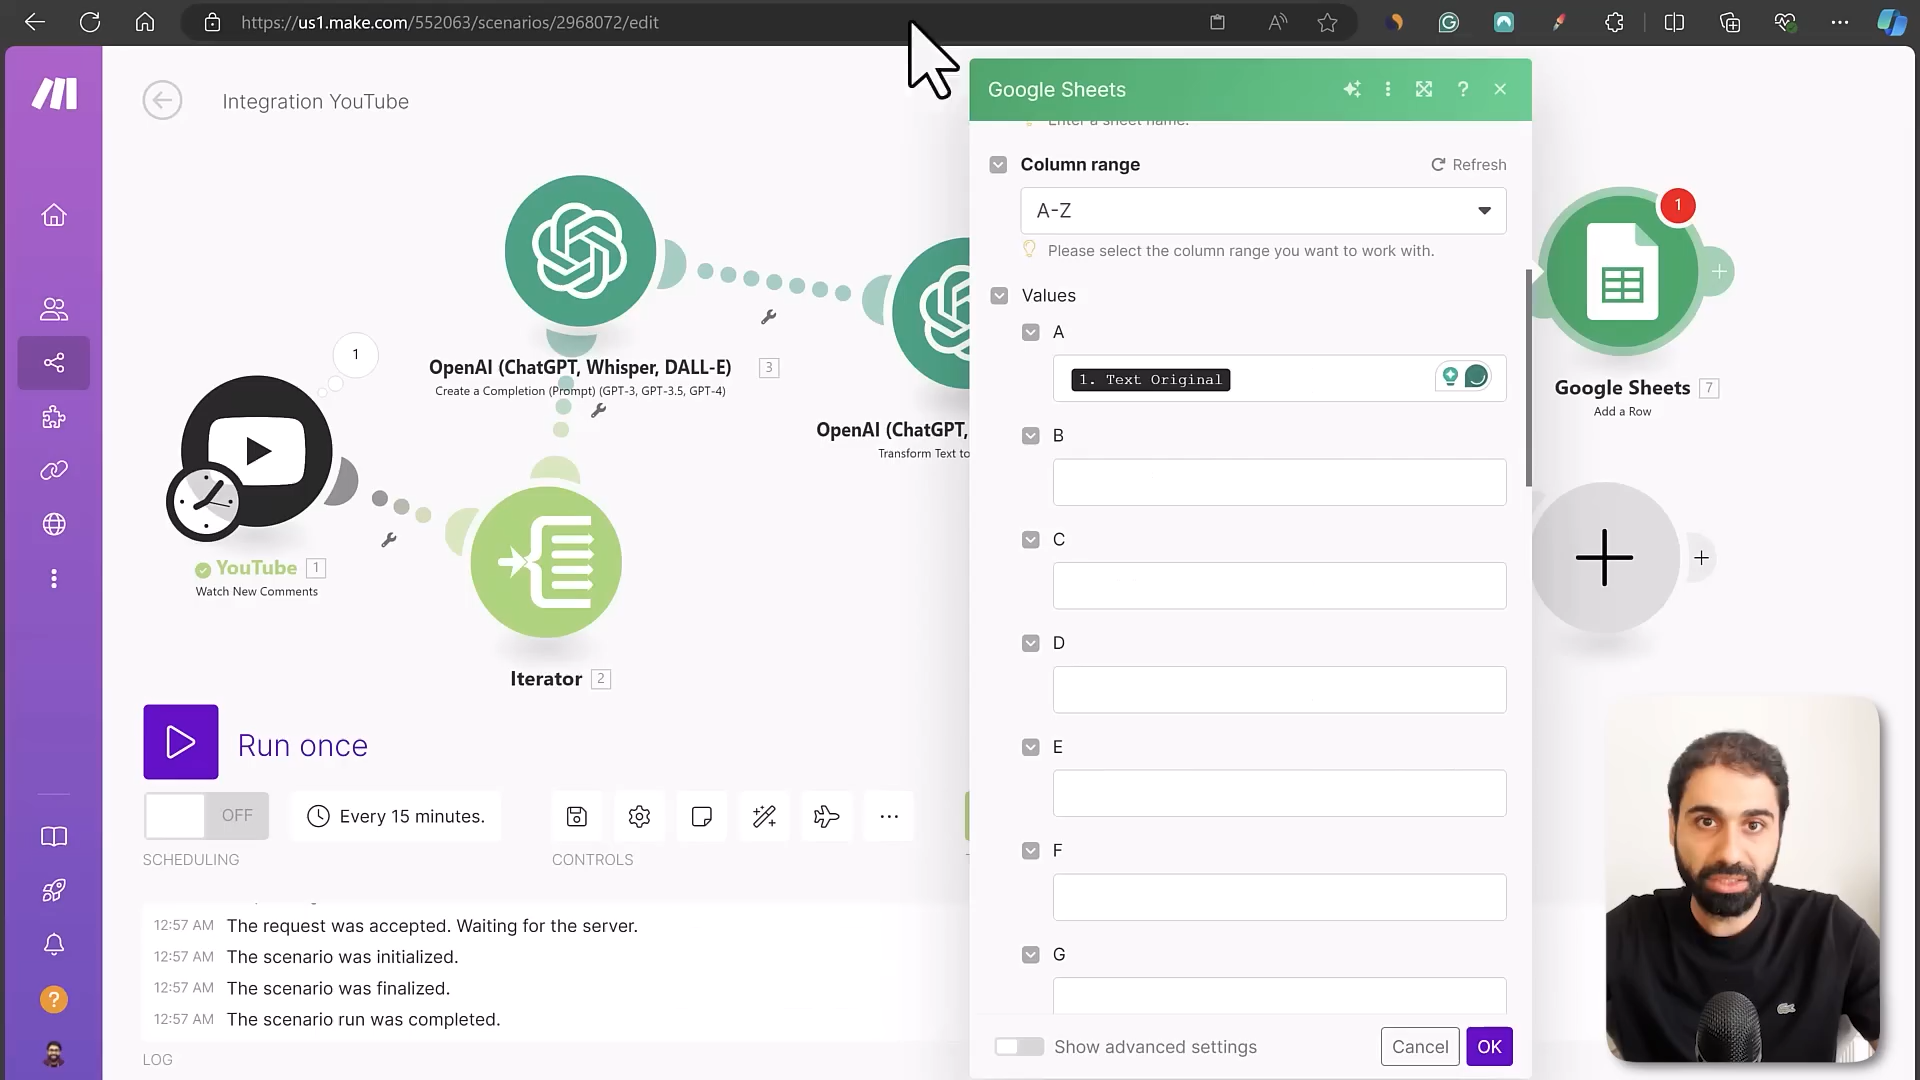 https://us1.make.com/552063/scenarios/2968072/edit
Integration YouTube
OpenAI (ChatGPT, Whisper, DALL-E) 3
Create a Completion (Prompt) (GPT-3, GPT-3.5, GPT-4)
OpenAI (ChatGPT,
Transform Text to
1
YouTube 1
Watch New Comments
Iterator 2
Run once
OFF
Every 15 minutes.
SCHEDULING
CONTROLS
12:57 AM The request was accepted. Waiting for the server.
12:57 AM The scenario was initialized.
12:57 AM The scenario was finalized.
12:57 AM The scenario run was completed.
LOG
Google Sheets
Enter a sheet name.
Column range
Refresh
A-Z
Please select the column range you want to work with.
Values
A
1. Text Original
B
C
D
E
F
G
Show advanced settings
Cancel
OK
1
Google Sheets 7
Add a Row